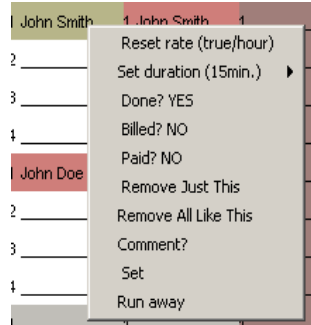 1 John Smith 1 John Smith 1
Reset rate (true/hour)
2 Set duration (15min.)
Done? YES
3 Billed? NO
4 Paid? NO
Remove Just This
John Doe
2 Remove All Like This
3 Comment?
Set
4 Run away